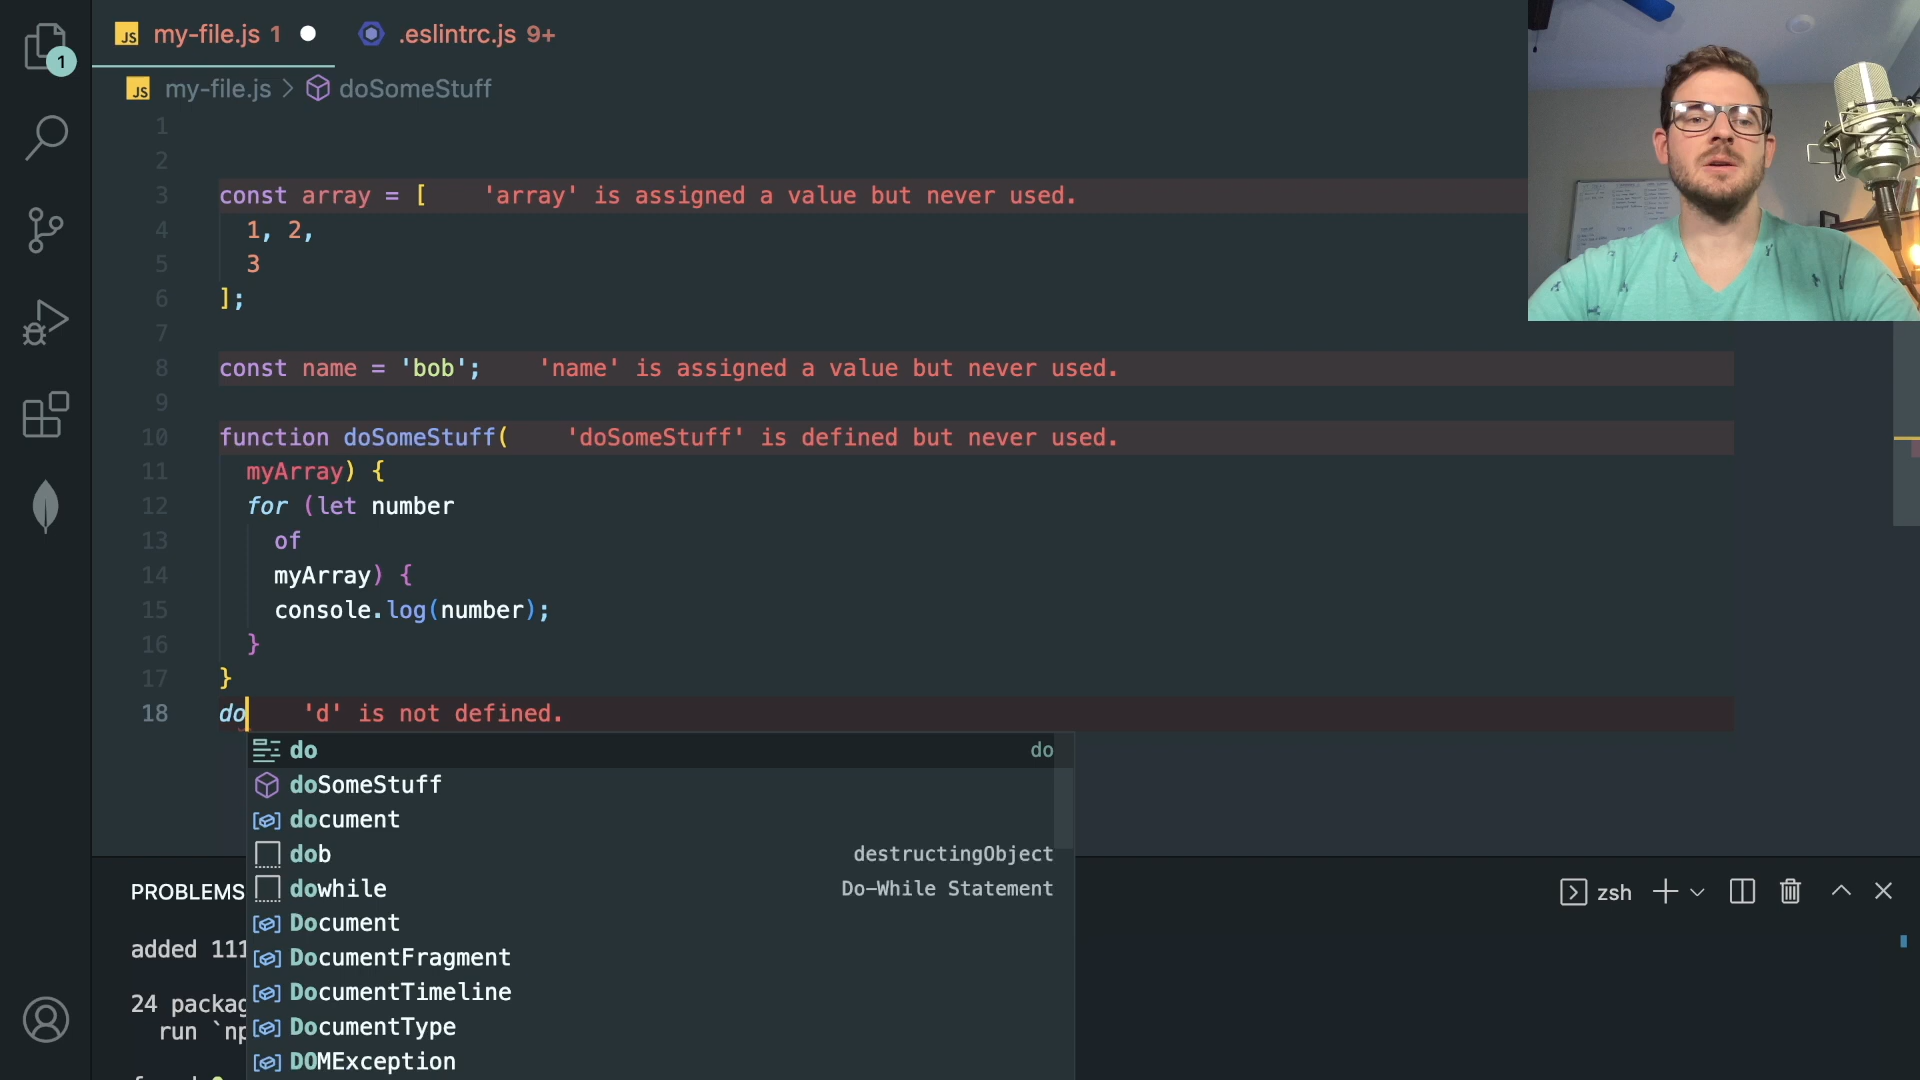 JS my-file.js 1 .eslintrc.js 9+
1
JS my-file.js > doSomeStuff
1
2
3 const array = [ 'array' is assigned a value but never used.
4 1, 2,
5 3
6 ];
7
8 const name = 'bob'; 'name' is assigned a value but never used.
9
10 function doSomeStuff( 'doSomeStuff' is defined but never used.
11 myArray) {
12 for (let number
13 of
14 myArray) {
15 console.log(number);
16 }
17 }
18 do 'd' is not defined.
do do
doSomeStuff
document
dob destructingObject
dowhile Do-While Statement
Document
DocumentFragment
DocumentTimeline
DocumentType
DOMException
PROBLEMS
zsh
added 111
24 packag
run `np